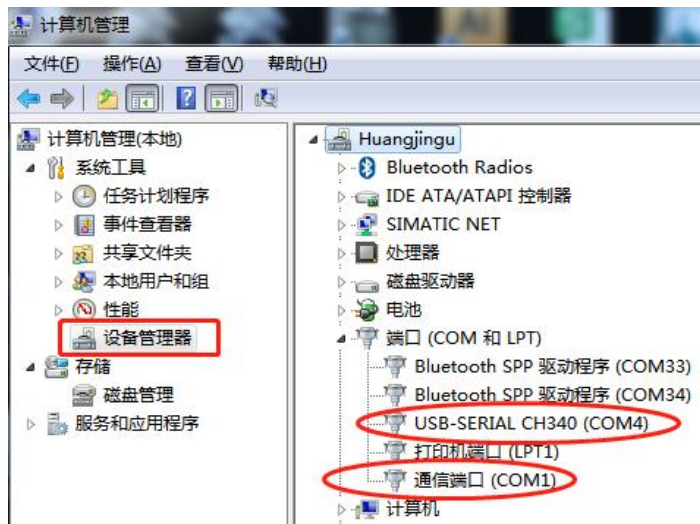 计算机管理
文件(F) 操作(A) 查看(V) 帮助(H)
计算机管理(本地)
系统工具
任务计划程序
事件查看器
共享文件夹
本地用户和组
性能
设备管理器
存储
磁盘管理
服务和应用程序
Huangjingu
Bluetooth Radios
IDE ATA/ATAPI 控制器
SIMATIC NET
处理器
磁盘驱动器
电池
端口 (COM 和 LPT)
Bluetooth SPP 驱动程序 (COM33)
Bluetooth SPP 驱动程序 (COM34)
USB-SERIAL CH340 (COM4)
打印机端口 (LPT1)
通信端口 (COM1)
计算机